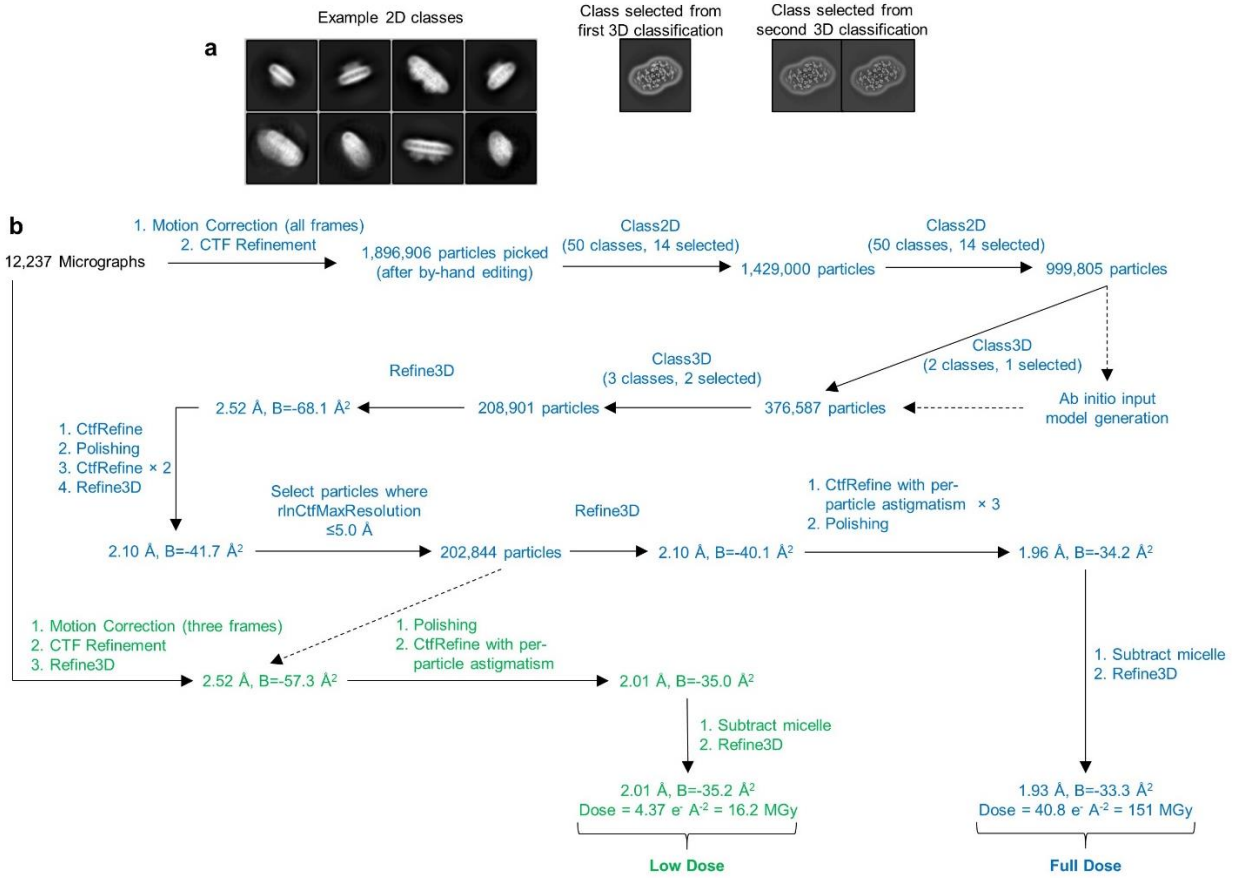 Example 2D classes
Class selected from
first 3D classification
Class selected from
second 3D classification
a
b
1. Motion Correction (all frames)
2. CTF Refinement
12,237 Micrographs
1,896,906 particles picked
(after by-hand editing)
Class2D
(50 classes, 14 selected)
1,429,000 particles
Class2D
(50 classes, 14 selected)
999,805 particles
Class3D
(2 classes, 1 selected)
Ab initio input
model generation
376,587 particles
Class3D
(3 classes, 2 selected)
208,901 particles
Refine3D
2.52 Å, B=-68.1 Å²
1. CtfRefine
2. Polishing
3. CtfRefine × 2
4. Refine3D
2.10 Å, B=-41.7 Å²
Select particles where
rlnCtfMaxResolution
≤5.0 Å
202,844 particles
Refine3D
2.10 Å, B=-40.1 Å²
1. CtfRefine with per-
particle astigmatism × 3
2. Polishing
1.96 Å, B=-34.2 Å²
1. Motion Correction (three frames)
2. CTF Refinement
3. Refine3D
2.52 Å, B=-57.3 Å²
1. Polishing
2. CtfRefine with per-
particle astigmatism
2.01 Å, B=-35.0 Å²
1. Subtract micelle
2. Refine3D
1. Subtract micelle
2. Refine3D
2.01 Å, B=-35.2 Å²
Dose = 4.37 e⁻ A⁻² = 16.2 MGy
Low Dose
1.93 Å, B=-33.3 Å²
Dose = 40.8 e⁻ A⁻² = 151 MGy
Full Dose